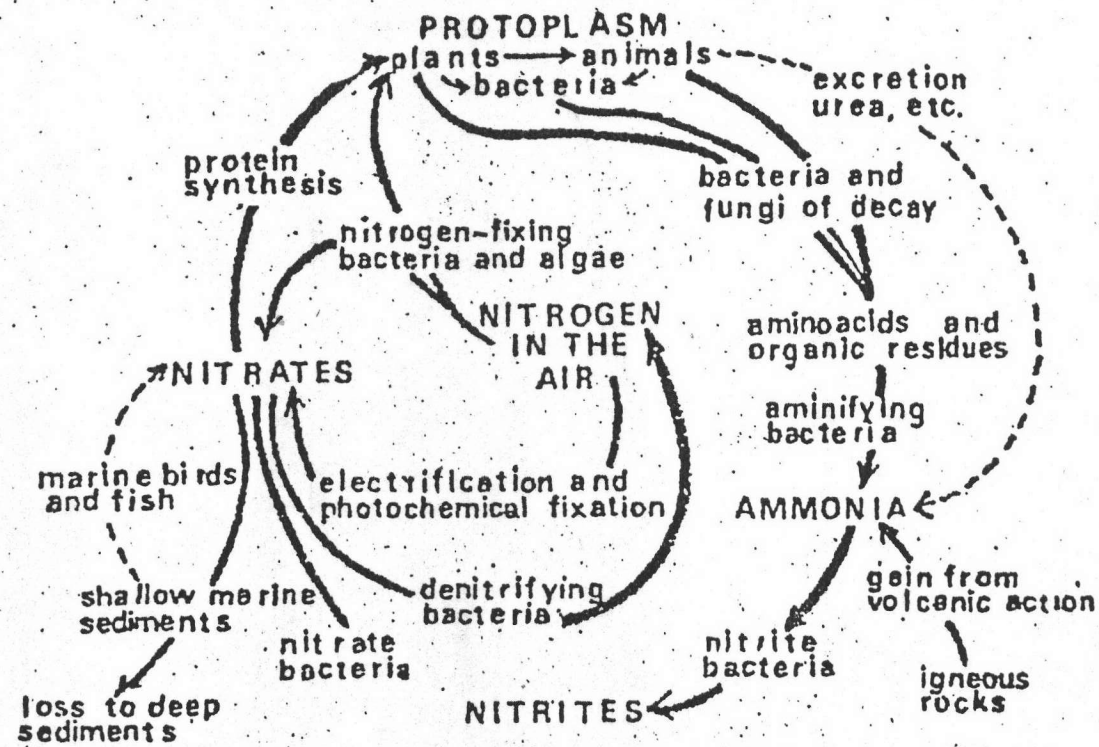 PROTOPLASM
plants animals
bacteria
excretion
urea, etc.
protein
synthesis
bacteria and
fungi of decay
nitrogen-fixing
bacteria and algae
NITROGEN
IN THE
AIR
aminoacids and
organic residues
NITRATES
aminifying
bacteria
marine birds
and fish
electrification and
photochemical fixation
AMMONIA
shallow marine
sediments
denitrifying
bacteria
gain from
volcanic action
nitrate
bacteria
nitrite
bacteria
igneous
rocks
loss to deep
sediments
NITRITES